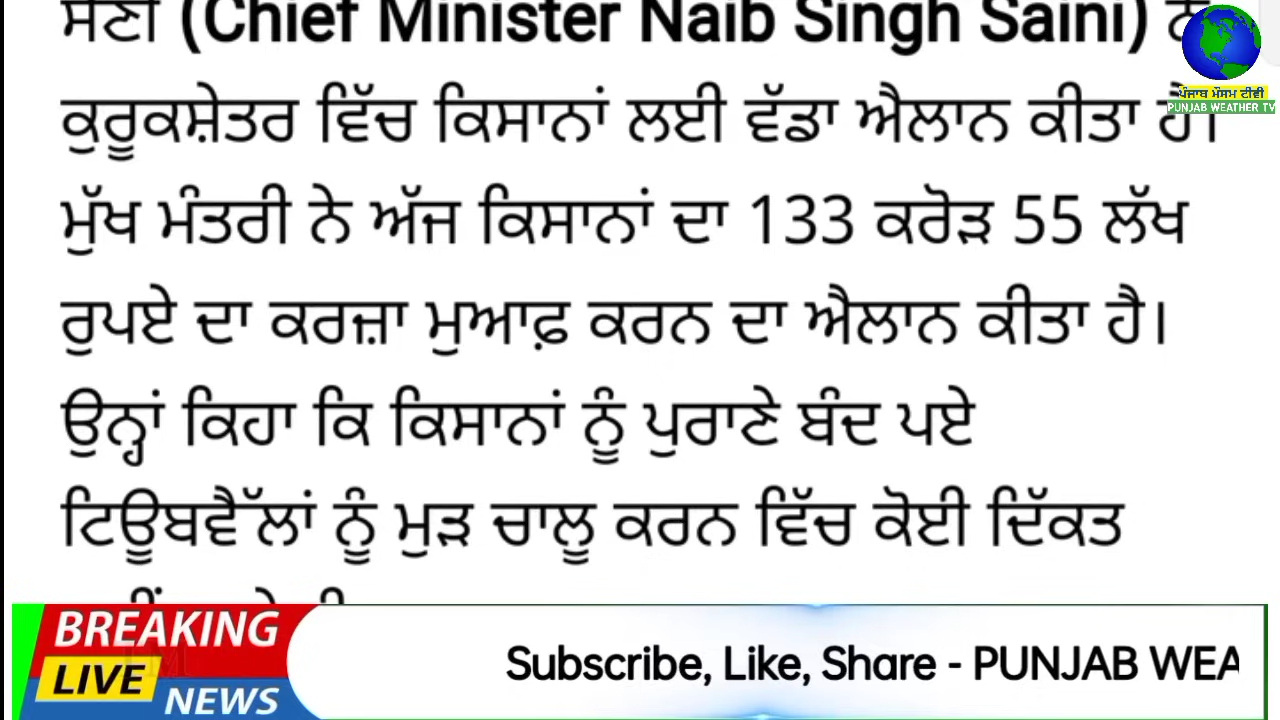 ਸੈਣੀ (Chief Minister Naib Singh Saini) ਨੇ
ਕੁਰੂਕਸ਼ੇਤਰ ਵਿੱਚ ਕਿਸਾਨਾਂ ਲਈ ਵੱਡਾ ਐਲਾਨ ਕੀਤਾ ਹੈ।
ਮੁੱਖ ਮੰਤਰੀ ਨੇ ਅੱਜ ਕਿਸਾਨਾਂ ਦਾ 133 ਕਰੋੜ 55 ਲੱਖ
ਰੁਪਏ ਦਾ ਕਰਜ਼ਾ ਮੁਆਫ਼ ਕਰਨ ਦਾ ਐਲਾਨ ਕੀਤਾ ਹੈ।
ਉਨ੍ਹਾਂ ਕਿਹਾ ਕਿ ਕਿਸਾਨਾਂ ਨੂੰ ਪੁਰਾਣੇ ਬੰਦ ਪਏ
ਟਿਊਬਵੈੱਲਾਂ ਨੂੰ ਮੁੜ ਚਾਲੂ ਕਰਨ ਵਿੱਚ ਕੋਈ ਦਿੱਕਤ
ਪੰਜਾਬ ਮੌਸਮ ਟੀਵੀ
PUNJAB WEATHER TV
BREAKING
LIVE
NEWS
Subscribe, Like, Share - PUNJAB WEA